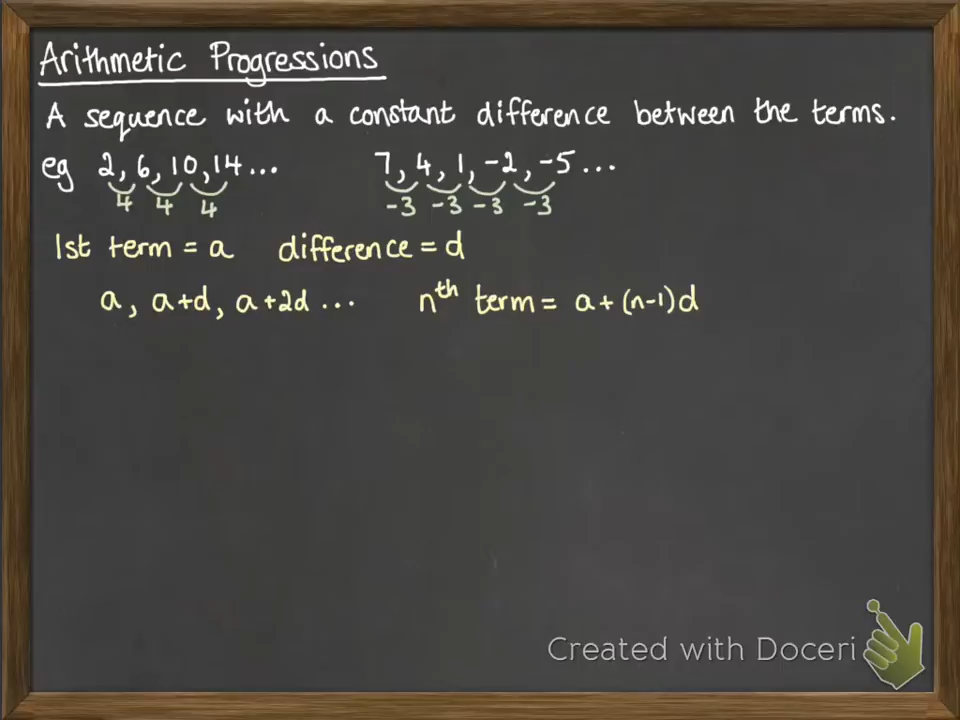 Arithmetic Progressions
A sequence with a constant difference between the terms.
eg 2, 6, 10, 14 ... 7, 4, 1, -2, -5 ...
4 4 4 -3 -3 -3 -3
1st term = a difference = d
a, a+d, a+2d ... nᵗʰ term = a + (n-1)d
Created with Doceri